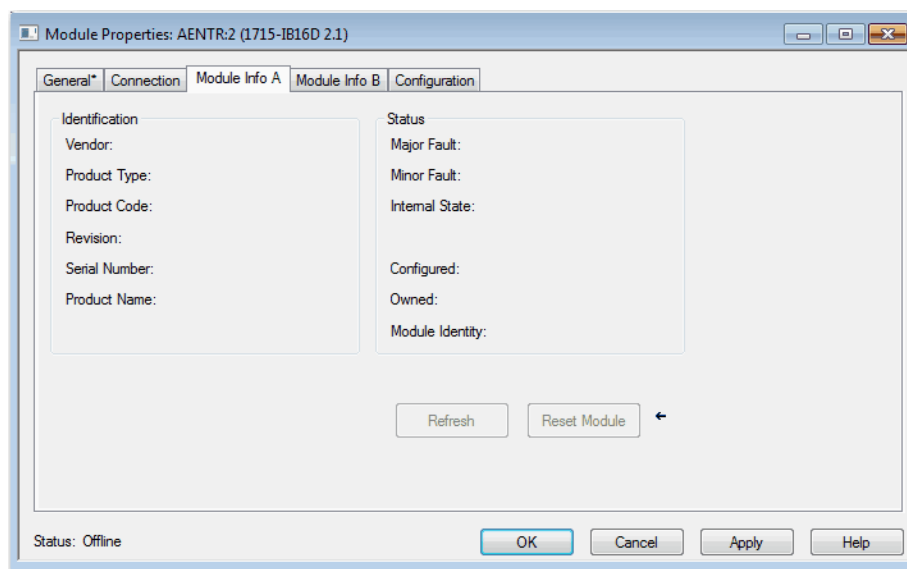 Module Properties: AENTR:2 (1715-IB16D 2.1)
General* Connection Module Info A Module Info B Configuration
Identification
Vendor:
Product Type:
Product Code:
Revision:
Serial Number:
Product Name:
Status
Major Fault:
Minor Fault:
Internal State:
Configured:
Owned:
Module Identity:
Refresh Reset Module
Status: Offline
OK Cancel Apply Help